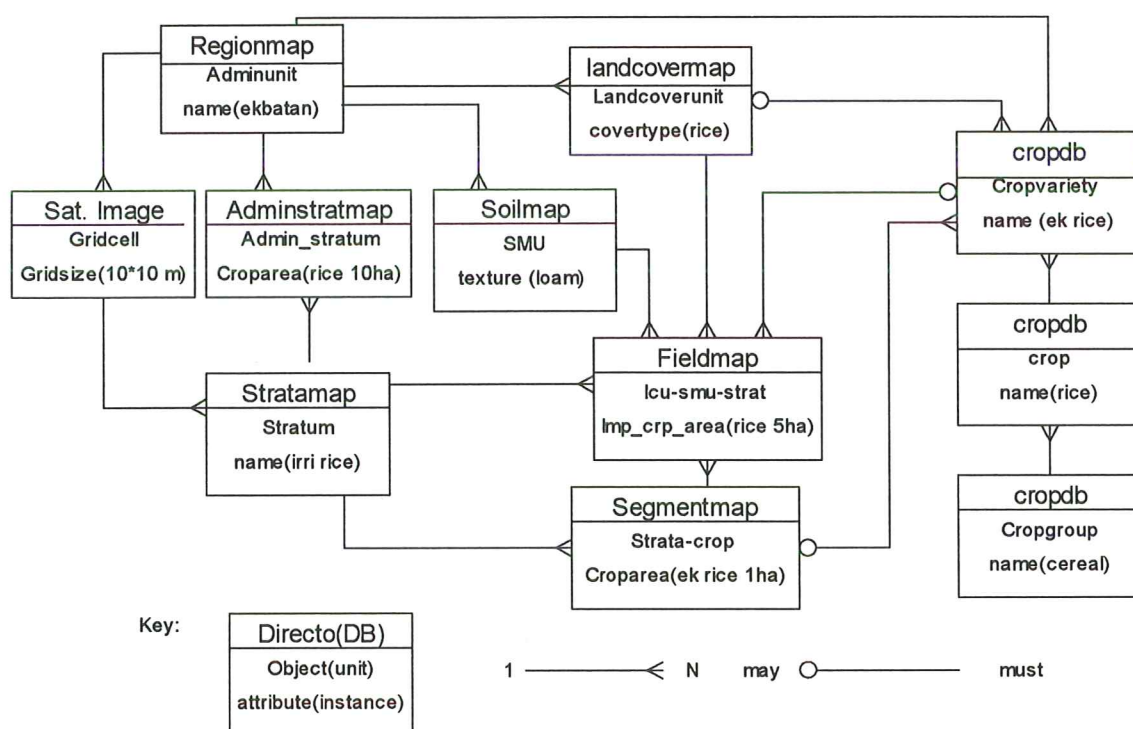 Regionmap
Adminunit
name(ekbatan)
landcovermap
Landcoverunit
covertype(rice)
cropdb
Cropvariety
name (ek rice)
Sat. Image
Gridcell
Gridsize(10*10 m)
Adminstratmap
Admin_stratum
Croparea(rice 10ha)
Soilmap
SMU
texture (loam)
cropdb
crop
name(rice)
Fieldmap
lcu-smu-strat
Imp_crp_area(rice 5ha)
Stratamap
Stratum
name(irri rice)
Segmentmap
Strata-crop
Croparea(ek rice 1ha)
cropdb
Cropgroup
name(cereal)
Key:
Directo(DB)
Object(unit)
attribute(instance)
1 N may must